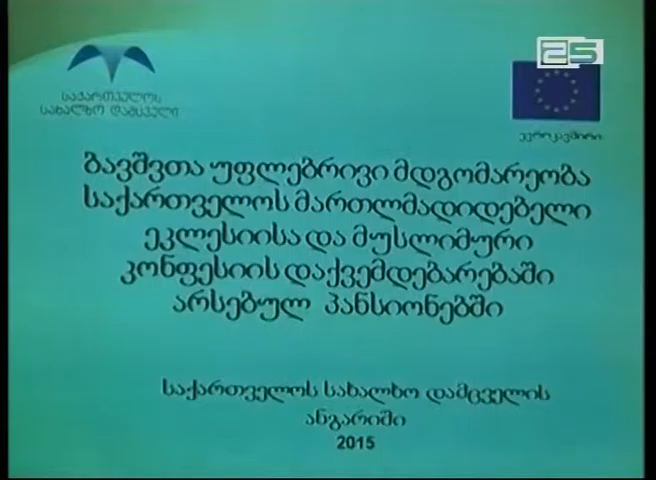 25
საქართველოს
სახალხო დამცველი
ევროკავშირი
ბავშვთა უფლებრივი მდგომარეობა
საქართველოს მართლმადიდებელი
ეკლესიისა და მუსლიმური
კონფესიის დაქვემდებარებაში
არსებულ პანსიონებში
საქართველოს სახალხო დამცველის
ანგარიში
2015